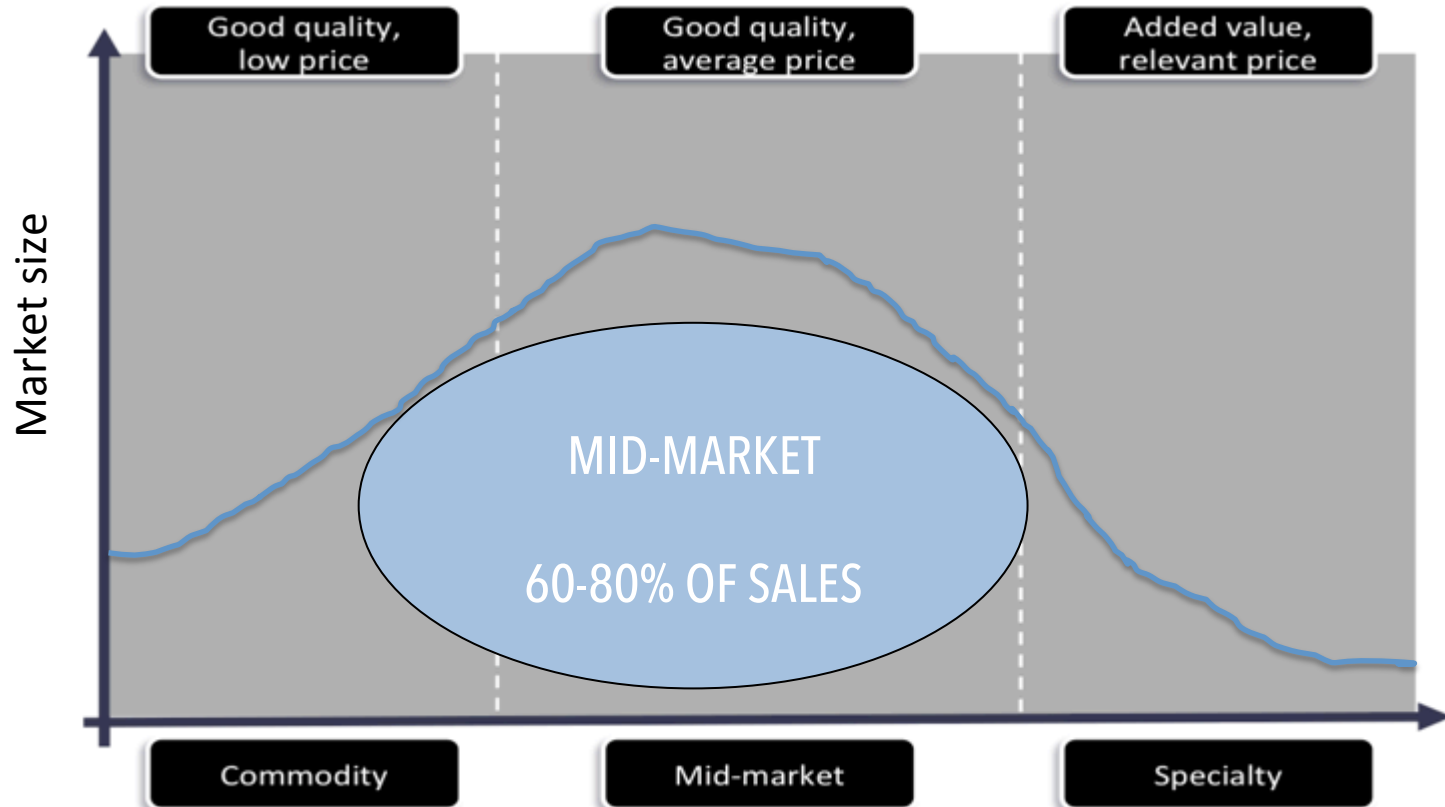 Good quality,
low price
Good quality,
average price
Added value,
relevant price
Market size
MID-MARKET
60-80% OF SALES
Commodity
Mid-market
Specialty